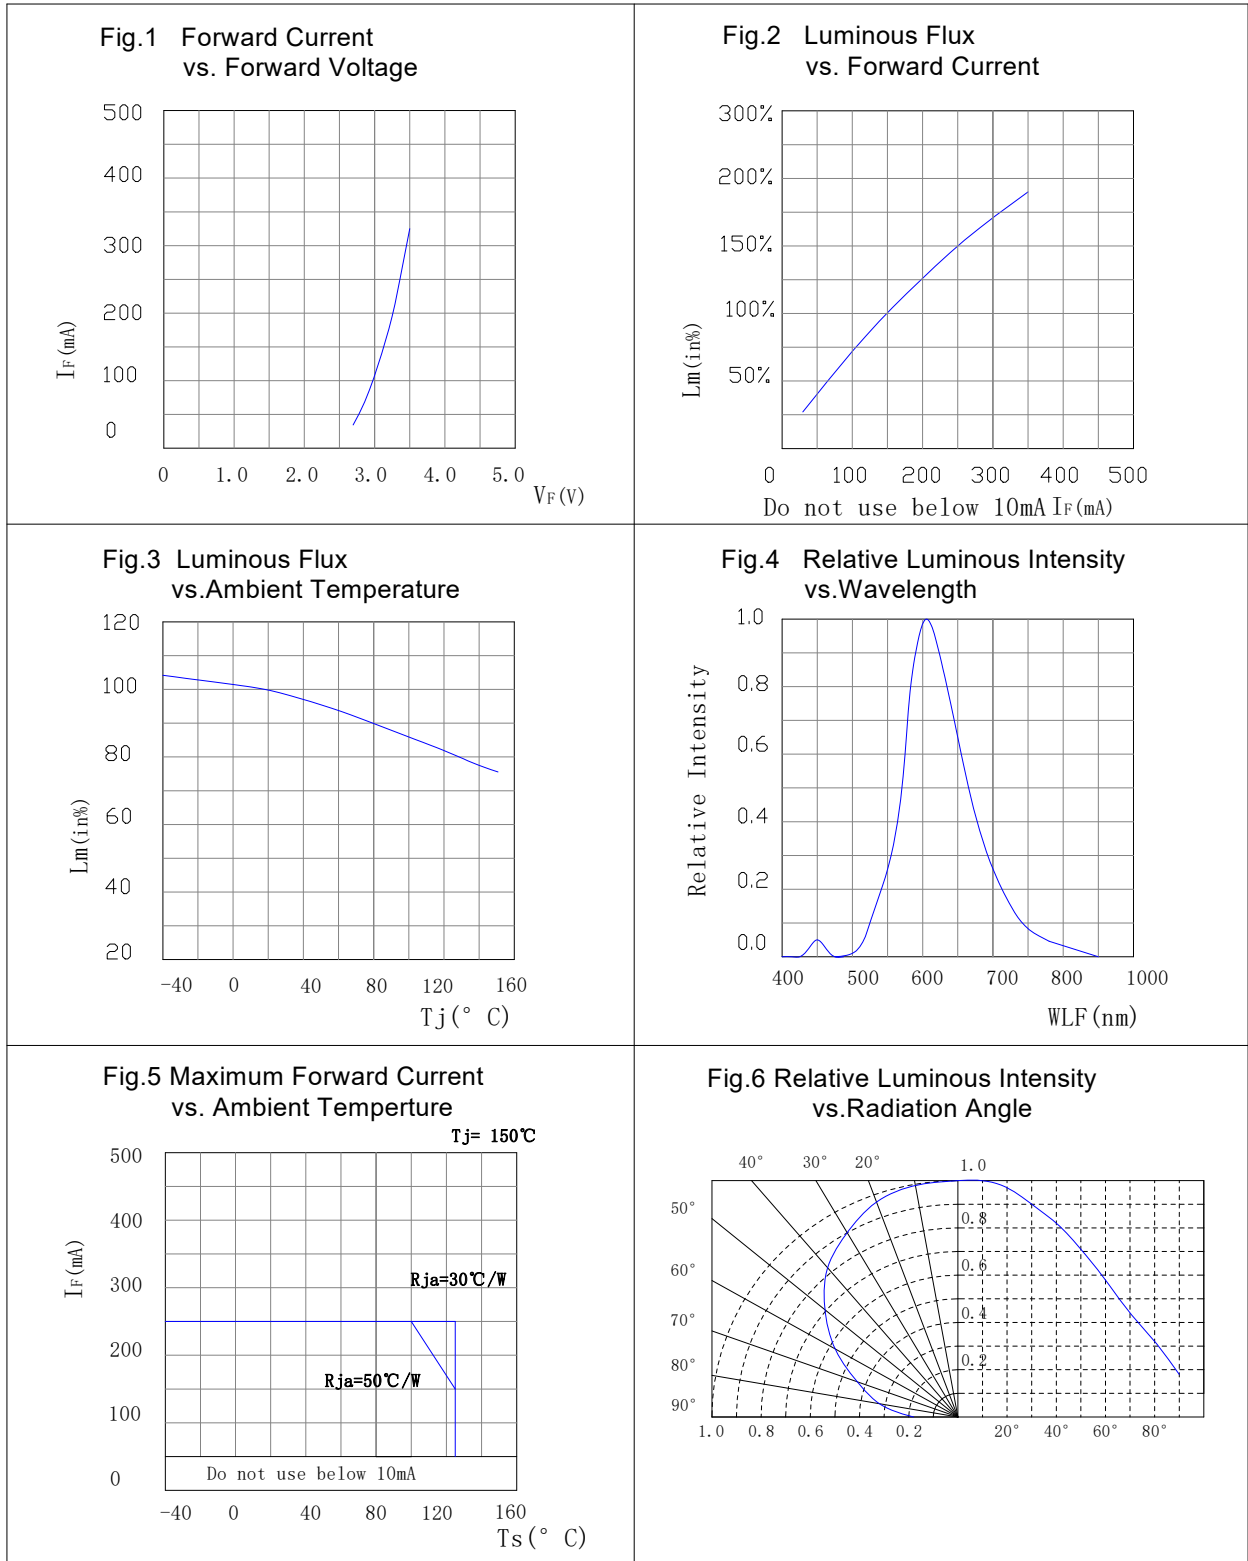 Fig.1 Forward Current
vs. Forward Voltage
500
400
300
200
100
0
IF(mA)
0 1.0 2.0 3.0 4.0 5.0
VF(V)
Fig.2 Luminous Flux
vs. Forward Current
300%
200%
150%
100%
50%
Lm(in%)
0 100 200 300 400 500
Do not use below 10mA IF(mA)
Fig.3 Luminous Flux
vs.Ambient Temperature
120
100
80
60
40
20
Lm(in%)
-40 0 40 80 120 160
Tj(° C)
Fig.4 Relative Luminous Intensity
vs.Wavelength
1.0
0.8
0.6
0.4
0.2
0.0
Relative Intensity
400 500 600 700 800 1000
WLF(nm)
Fig.5 Maximum Forward Current
vs. Ambient Temperture
Tj= 150℃
500
400
300
200
100
0
IF(mA)
Rja=30℃/W
Rja=50℃/W
Do not use below 10mA
-40 0 40 80 120 160
Ts(° C)
Fig.6 Relative Luminous Intensity
vs.Radiation Angle
40° 30° 20° 1.0
50°
60°
70°
80°
90°
0.8
0.6
0.4
0.2
1.0 0.8 0.6 0.4 0.2 20° 40° 60° 80°